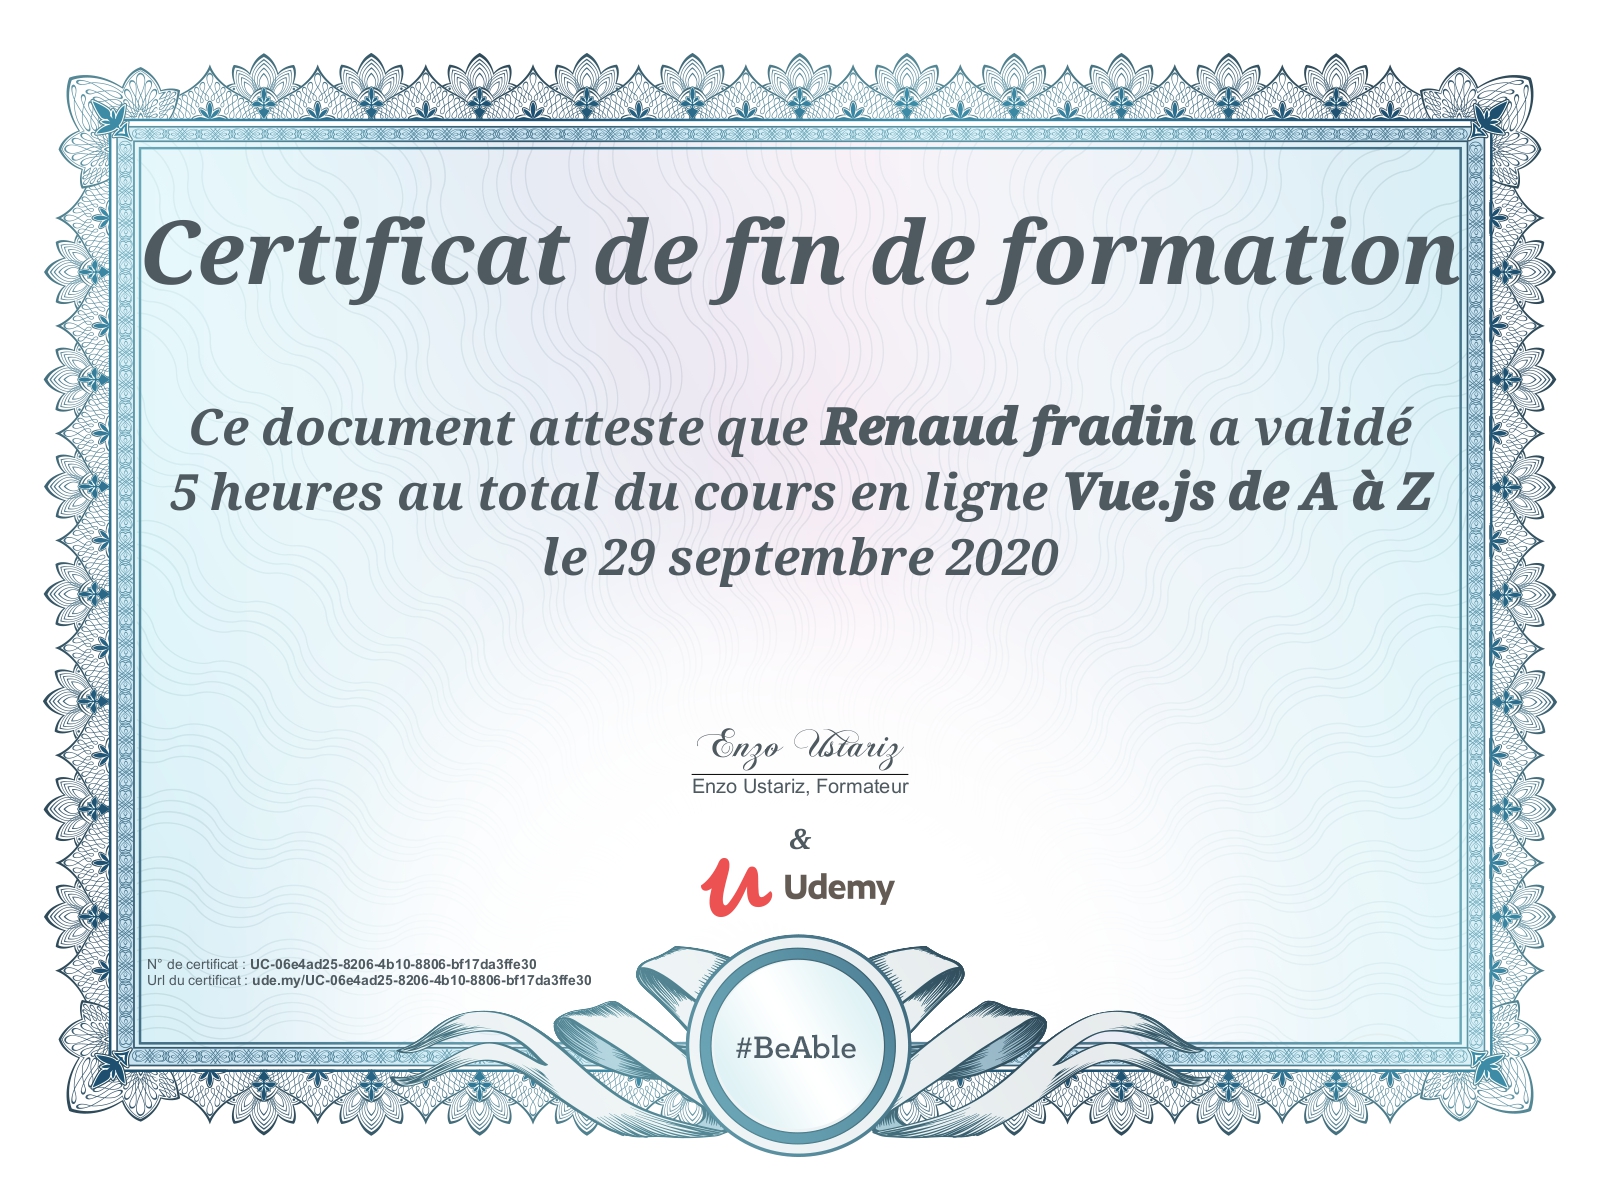 Certificat de fin de formation
Ce document atteste que Renaud fradin a validé
5 heures au total du cours en ligne Vue.js de A à Z
le 29 septembre 2020
Enzo Ustariz
Enzo Ustariz, Formateur
&
Udemy
N° de certificat : UC-06e4ad25-8206-4b10-8806-bf17da3ffe30
Url du certificat : ude.my/UC-06e4ad25-8206-4b10-8806-bf17da3ffe30
#BeAble